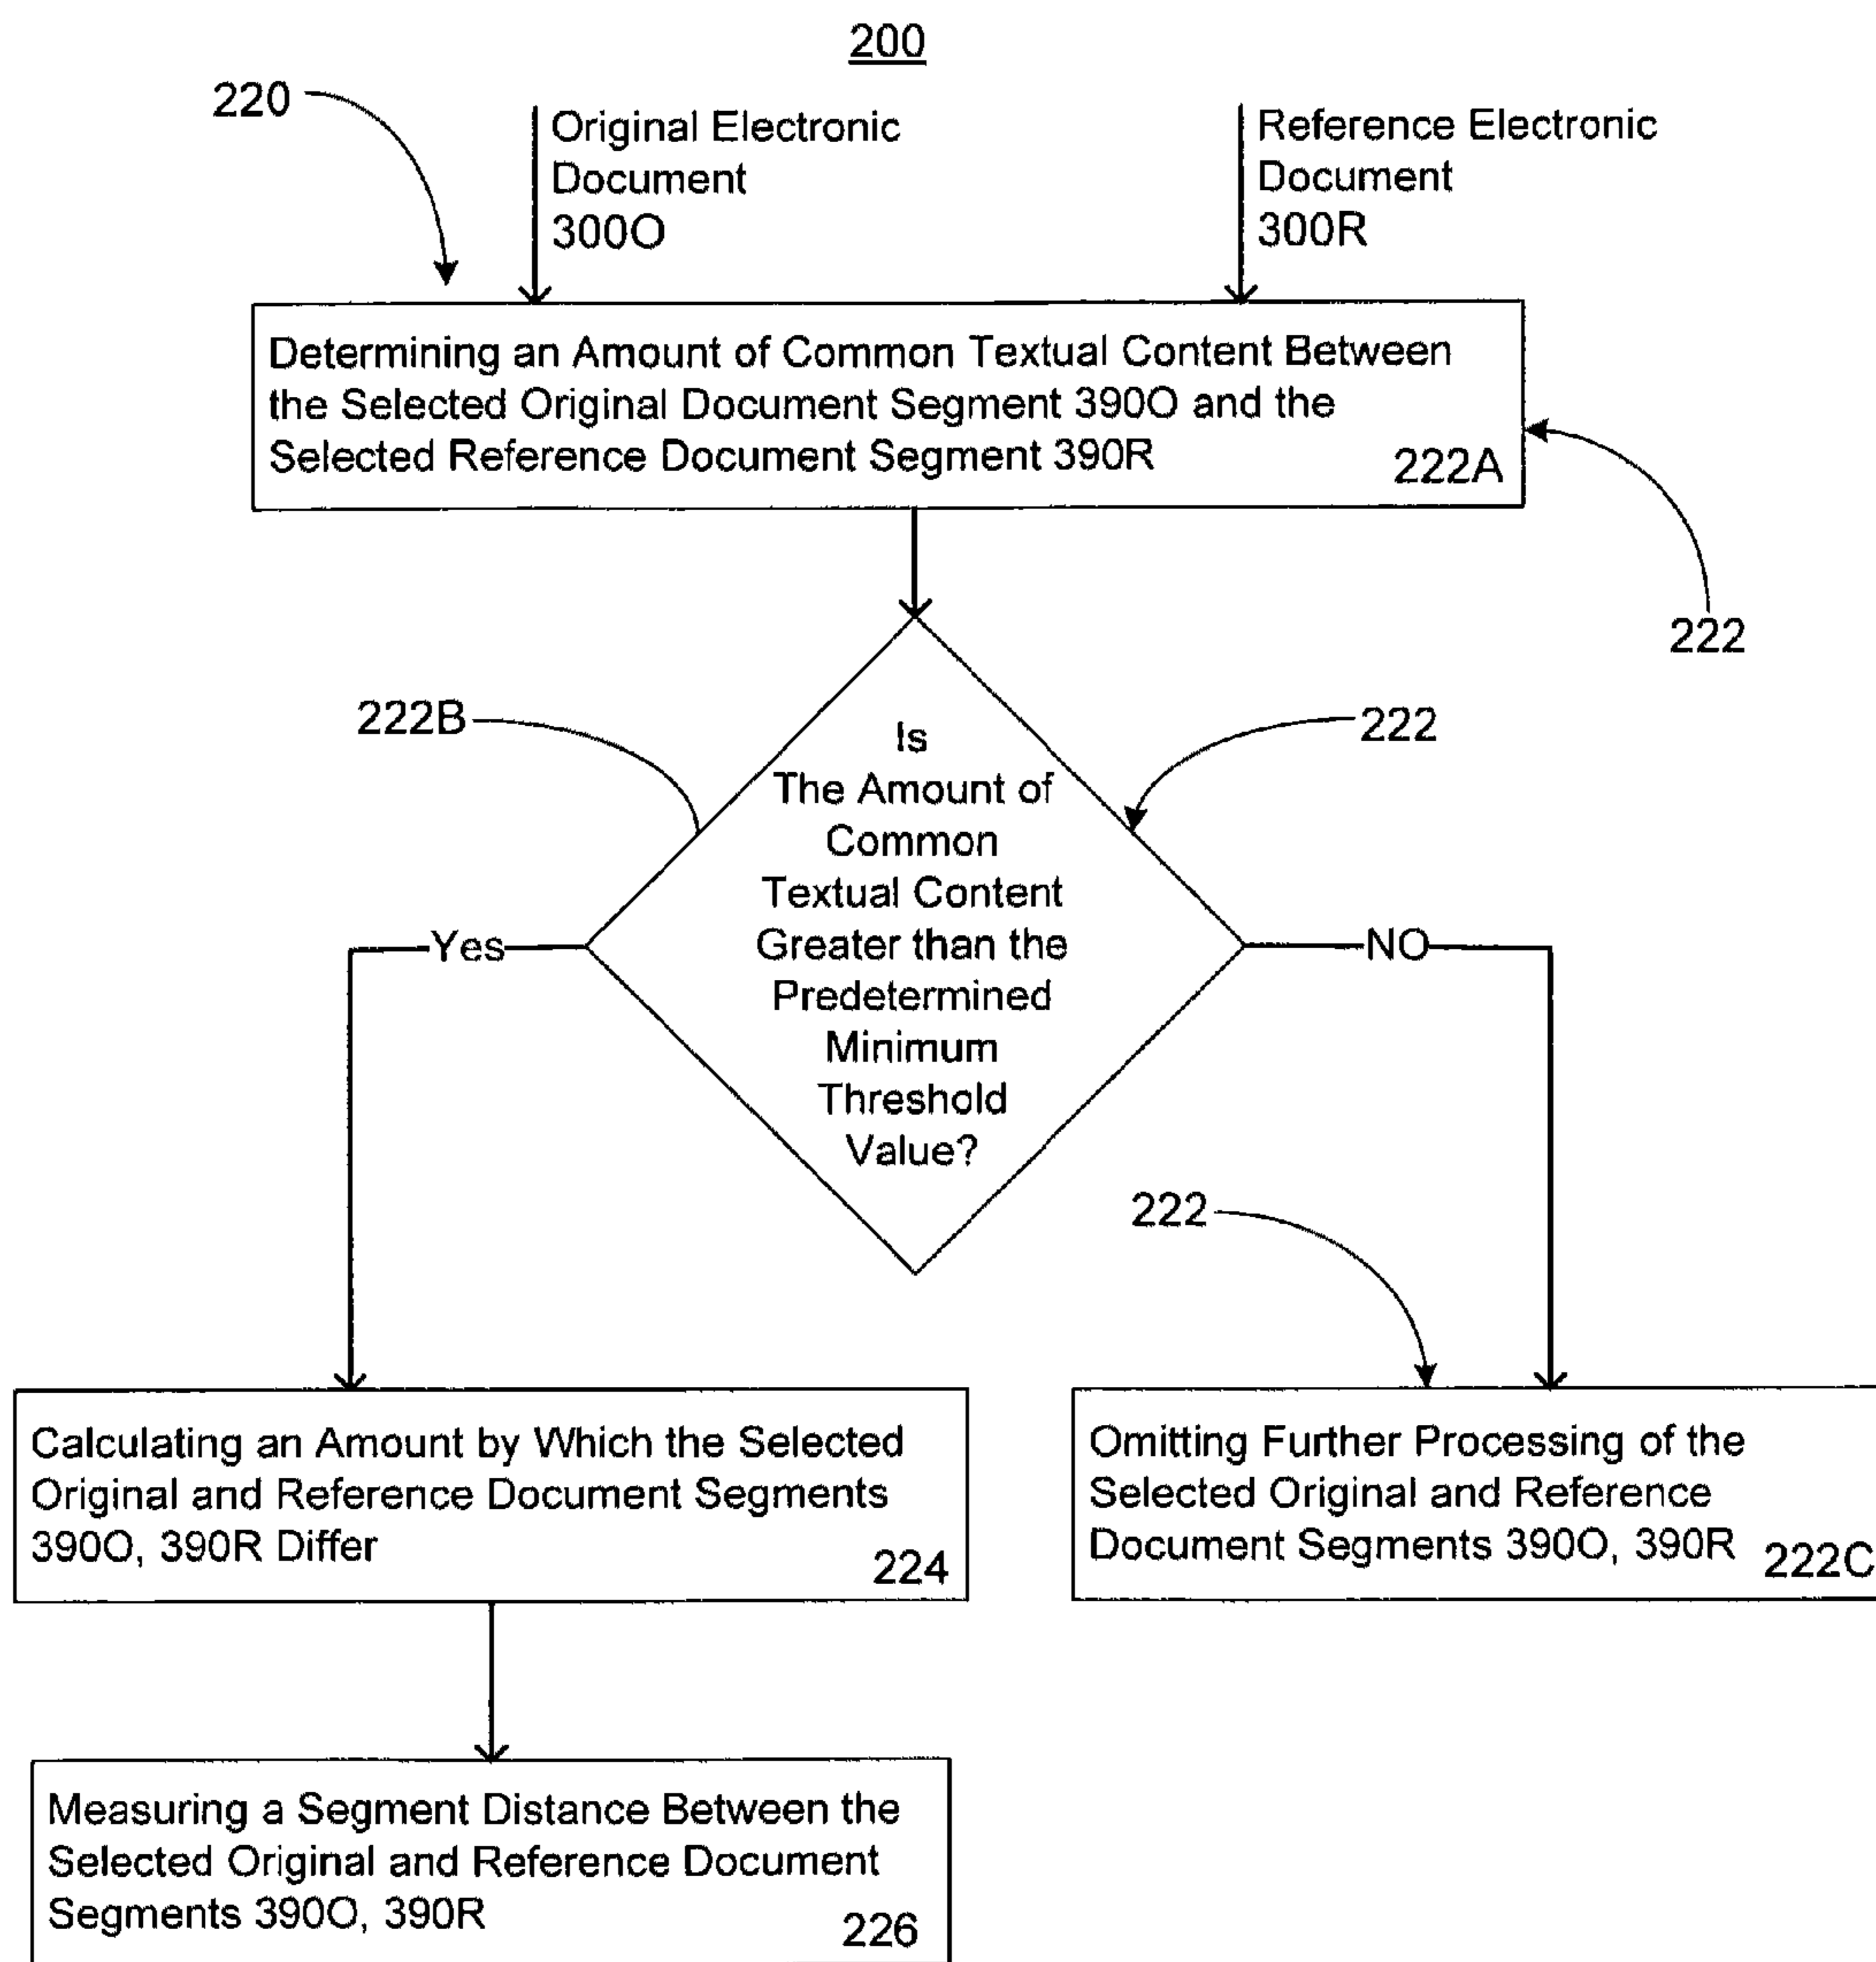 200
220
Original Electronic
Document
300O
Reference Electronic
Document
300R
Determining an Amount of Common Textual Content Between
the Selected Original Document Segment 390O and the
Selected Reference Document Segment 390R
222A
222
222B
222
Is
The Amount of
Common
Textual Content
Greater than the
Predetermined
Minimum
Threshold
Value?
Yes
NO
222
Calculating an Amount by Which the Selected
Original and Reference Document Segments
390O, 390R Differ
224
Omitting Further Processing of the
Selected Original and Reference
Document Segments 390O, 390R
222C
Measuring a Segment Distance Between the
Selected Original and Reference Document
Segments 390O, 390R
226